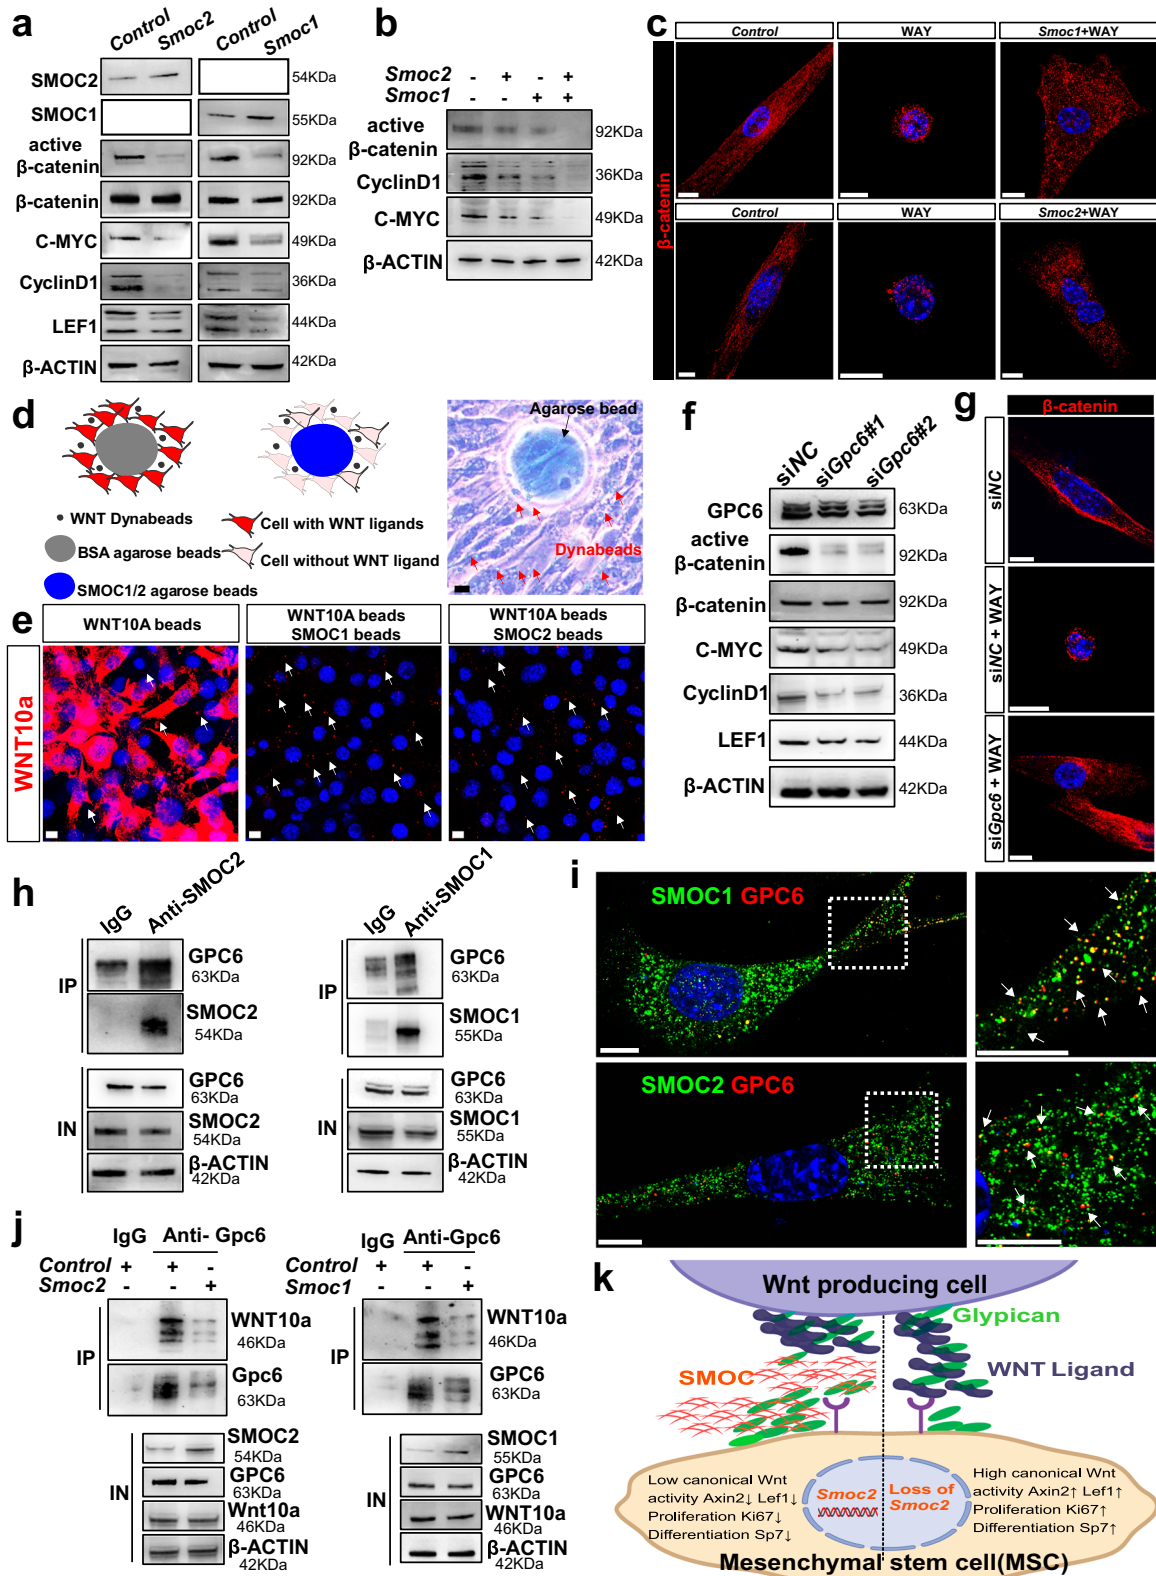 a
Control
Smoc2
Control
Smoc1
SMOC2
54KDa
SMOC1
55KDa
active
β-catenin
92KDa
β-catenin
92KDa
C-MYC
49KDa
CyclinD1
36KDa
LEF1
44KDa
β-ACTIN
42KDa
b
Smoc2 - + - +
Smoc1 - - + +
active
β-catenin
92KDa
CyclinD1
36KDa
C-MYC
49KDa
β-ACTIN
42KDa
c
Control
WAY
Smoc1+WAY
β-catenin
Control
WAY
Smoc2+WAY
d
WNT Dynabeads
BSA agarose beads
SMOC1/2 agarose beads
Cell with WNT ligands
Cell without WNT ligand
Agarose bead
Dynabeads
e
WNT10A beads
WNT10A beads
SMOC1 beads
WNT10A beads
SMOC2 beads
WNT10a
f
siNC
siGpc6#1
siGpc6#2
GPC6
63KDa
active
β-catenin
92KDa
β-catenin
92KDa
C-MYC
49KDa
CyclinD1
36KDa
LEF1
44KDa
β-ACTIN
42KDa
g
β-catenin
siNC
siNC + WAY
siGpc6 + WAY
h
IgG
Anti-SMOC2
IP
GPC6
63KDa
SMOC2
54KDa
IN
GPC6
63KDa
SMOC2
54KDa
β-ACTIN
42KDa
IgG
Anti-SMOC1
IP
GPC6
63KDa
SMOC1
55KDa
IN
GPC6
63KDa
SMOC1
55KDa
β-ACTIN
42KDa
i
SMOC1 GPC6
SMOC2 GPC6
j
IgG Anti- Gpc6
Control + + -
Smoc2 - - +
IP
WNT10a
46KDa
Gpc6
63KDa
IN
SMOC2
54KDa
GPC6
63KDa
Wnt10a
46KDa
β-ACTIN
42KDa
IgG Anti-Gpc6
Control + + -
Smoc1 - - +
IP
WNT10a
46KDa
GPC6
63KDa
IN
SMOC1
55KDa
GPC6
63KDa
WNT10a
46KDa
β-ACTIN
42KDa
k
Wnt producing cell
Glypican
SMOC
WNT Ligand
Low canonical Wnt
activity Axin2↓ Lef1↓
Proliferation Ki67↓
Differentiation Sp7↓
Smoc2
Loss of
Smoc2
High canonical Wnt
activity Axin2↑ Lef1↑
Proliferation Ki67↑
Differentiation Sp7↑
Mesenchymal stem cell(MSC)